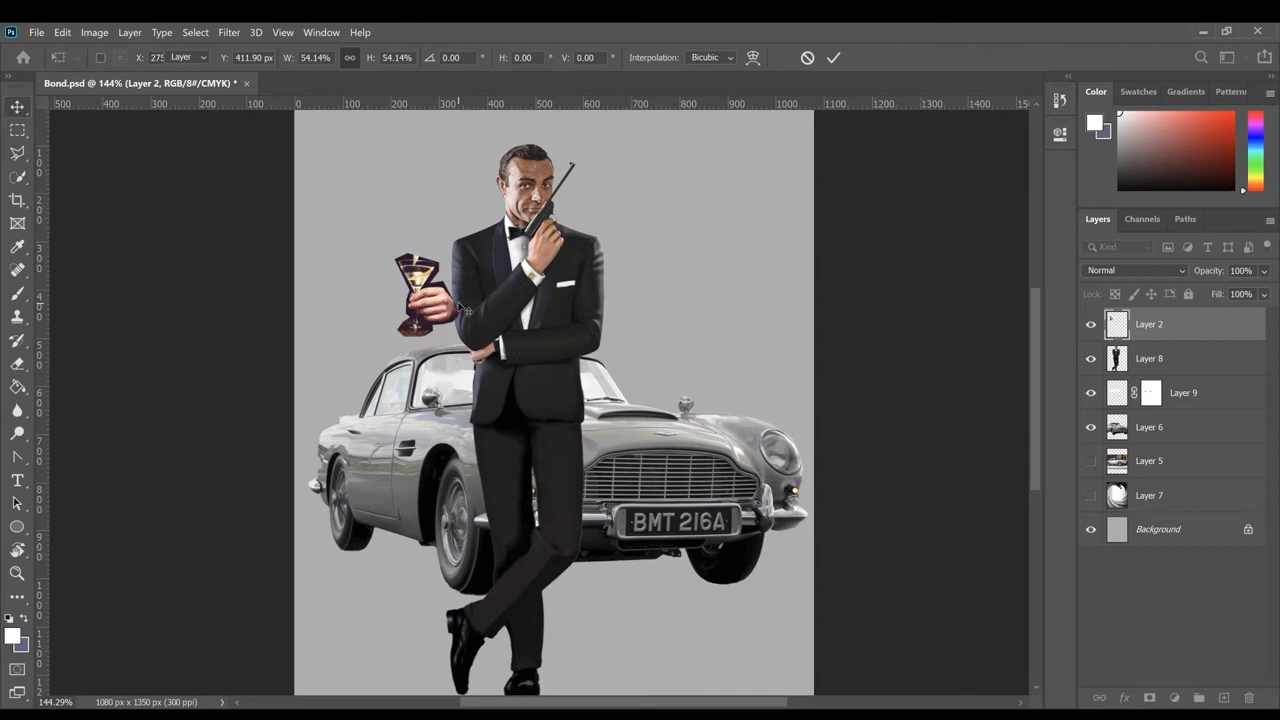 Ps File Edit Image Layer Type Select Filter 3D View Window Help
X: 275 Layer Y: 411.90 px W: 54.14% H: 54.14% 0.00 ° H: 0.00 ° V: 0.00 ° Interpolation: Bicubic
Bond.psd @ 144% (Layer 2, RGB/8#/CMYK) * ×
500 400 300 200 100 0 100 200 300 400 500 600 700 800 900 1000 1100 1200 1300 1400
Color Swatches Gradients Pattern
Layers Channels Paths
Kind
Normal Opacity: 100%
Lock: Fill: 100%
Layer 2
Layer 8
Layer 9
Layer 6
Layer 5
Layer 7
Background
BMT 216A
144.29% 1080 px x 1350 px (300 ppi)